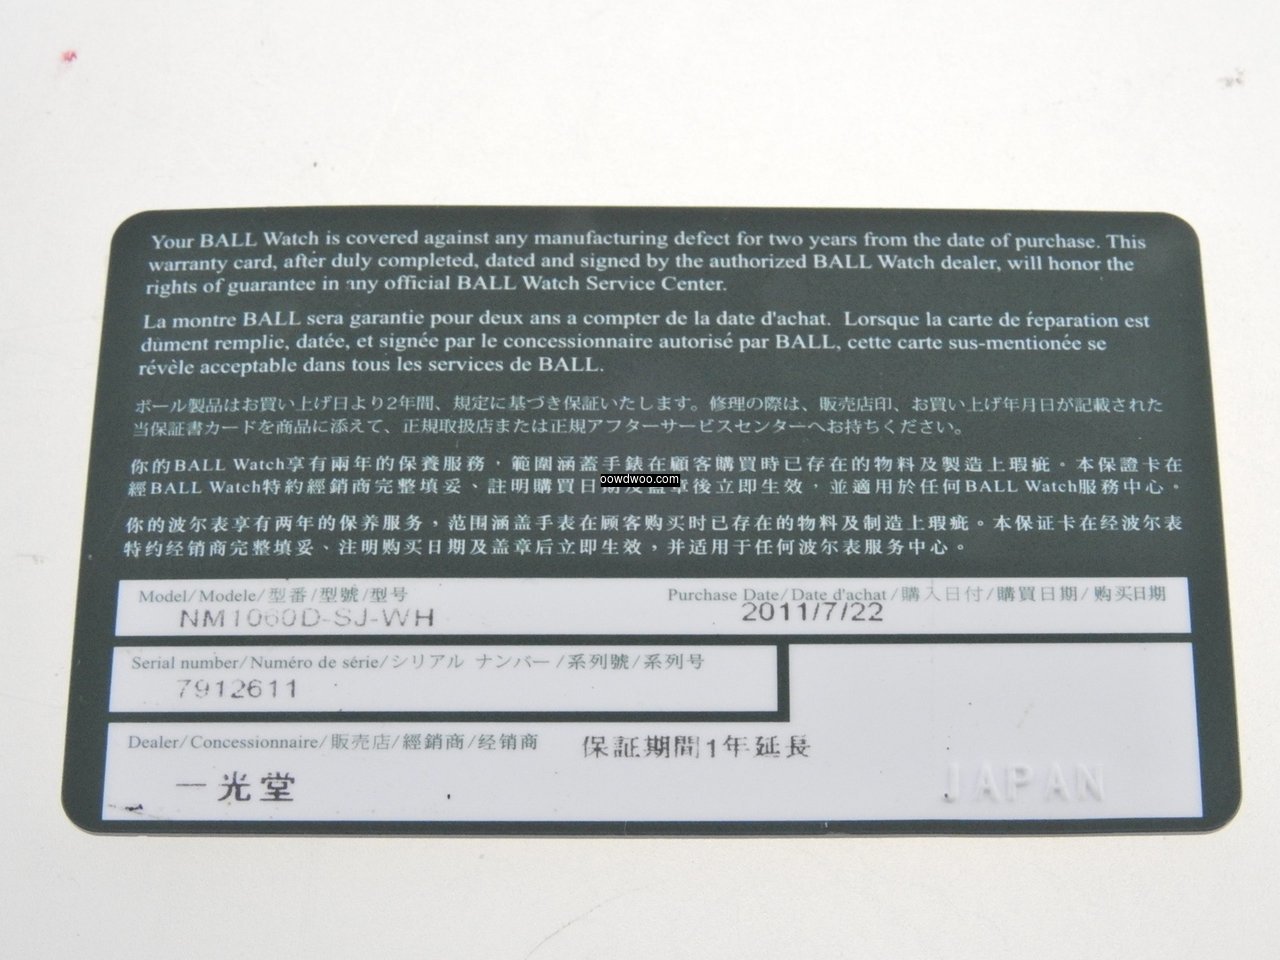 Your BALL Watch is covered against any manufacturing defect for two years from the date of purchase. This
warranty card, after duly completed, dated and signed by the authorized BALL Watch dealer, will honor the
rights of guarantee in any official BALL Watch Service Center.
La montre BALL sera garantie pour deux ans a compter de la date d'achat. Lorsque la carte de reparation est
dument remplie, datée, et signée par le concessionnaire autorisé par BALL, cette carte sus-mentionée se
révèle acceptable dans tous les services de BALL.
ボール製品はお買い上げ日より2年間、規定に基づき保証いたします。修理の際は、販売店印、お買い上げ年月日が記載された
当保証書カードを商品に添えて、正規取扱店または正規アフターサービスセンターへお持ちください。
你的BALL Watch享有兩年的保養服務，範圍涵蓋手錶在顧客購買時已存在的物料及製造上瑕疵。本保證卡在
經BALL Watch特約經銷商完整填妥、註明購買日期及蓋章後立即生效，並適用於任何BALL Watch服務中心。
oowdwoo.com
你的波尔表享有两年的保养服务，范围涵盖手表在顾客购买时已存在的物料及制造上瑕疵。本保证卡在经波尔表
特约经销商完整填妥、注明购买日期及盖章后立即生效，并适用于任何波尔表服务中心。
Model/Modele/型番/型號/型号 Purchase Date/Date d'achat/購入日付/購買日期/购买日期
NM1060D-SJ-WH 2011/7/22
Serial number/Numéro de série/シリアル ナンバー/系列號/系列号
7912611
Dealer/Concessionnaire/販売店/經銷商/经销商 保証期間1年延長
一光堂 JAPAN